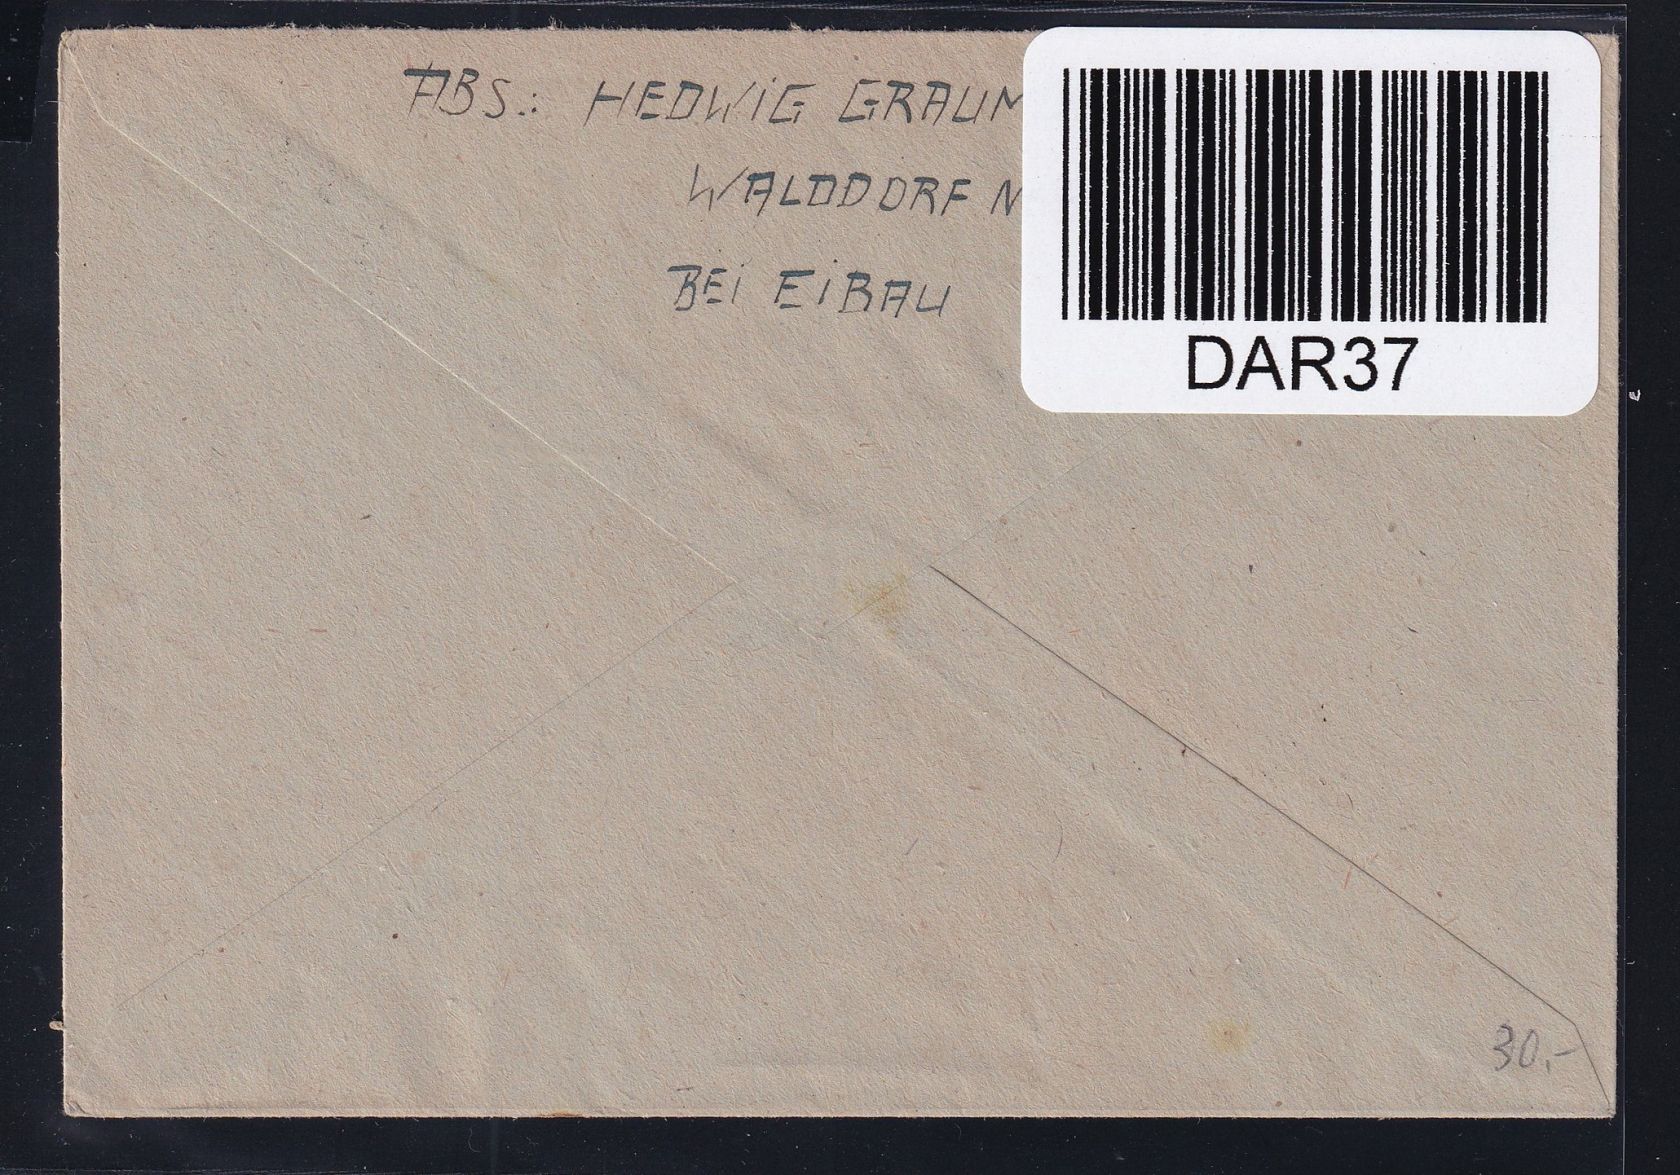 ABS.: HEDWIG GRAUM
WALDDORF N
BEI EIBAU
DAR37
30,-